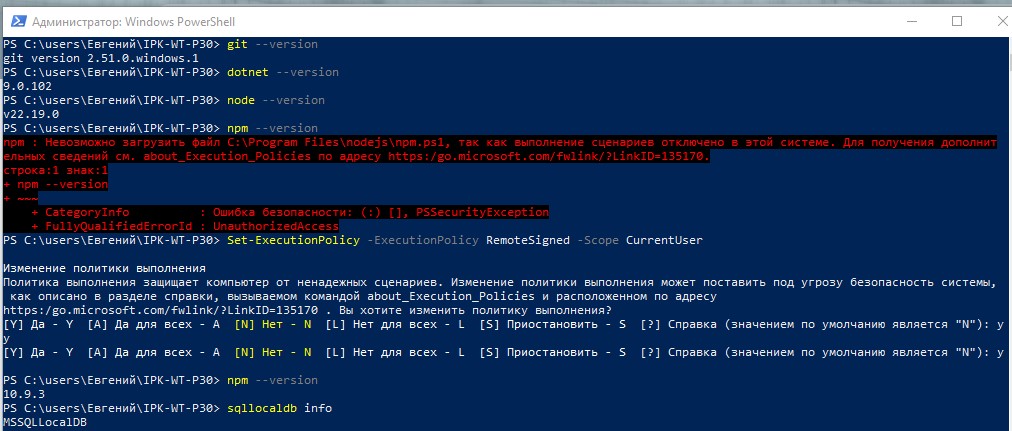 Администратор: Windows PowerShell
PS C:\users\Евгений\IPK-WT-P30> git --version
git version 2.51.0.windows.1
PS C:\users\Евгений\IPK-WT-P30> dotnet --version
9.0.102
PS C:\users\Евгений\IPK-WT-P30> node --version
v22.19.0
PS C:\users\Евгений\IPK-WT-P30> npm --version
npm : Невозможно загрузить файл C:\Program Files\nodejs\npm.ps1, так как выполнение сценариев отключено в этой системе. Для получения дополнит
ельных сведений см. about_Execution_Policies по адресу https:/go.microsoft.com/fwlink/?LinkID=135170.
строка:1 знак:1
+ npm --version
+ ~~~
    + CategoryInfo          : Ошибка безопасности: (:) [], PSSecurityException
    + FullyQualifiedErrorId : UnauthorizedAccess
PS C:\users\Евгений\IPK-WT-P30> Set-ExecutionPolicy -ExecutionPolicy RemoteSigned -Scope CurrentUser
Изменение политики выполнения
Политика выполнения защищает компьютер от ненадежных сценариев. Изменение политики выполнения может поставить под угрозу безопасность системы,
 как описано в разделе справки, вызываемом командой about_Execution_Policies и расположенном по адресу
https:/go.microsoft.com/fwlink/?LinkID=135170 . Вы хотите изменить политику выполнения?
[Y] Да - Y  [A] Да для всех - A  [N] Нет - N  [L] Нет для всех - L  [S] Приостановить - S  [?] Справка (значением по умолчанию является "N"): y
y
[Y] Да - Y  [A] Да для всех - A  [N] Нет - N  [L] Нет для всех - L  [S] Приостановить - S  [?] Справка (значением по умолчанию является "N"): y
PS C:\users\Евгений\IPK-WT-P30> npm --version
10.9.3
PS C:\users\Евгений\IPK-WT-P30> sqllocaldb info
MSSQLLocalDB